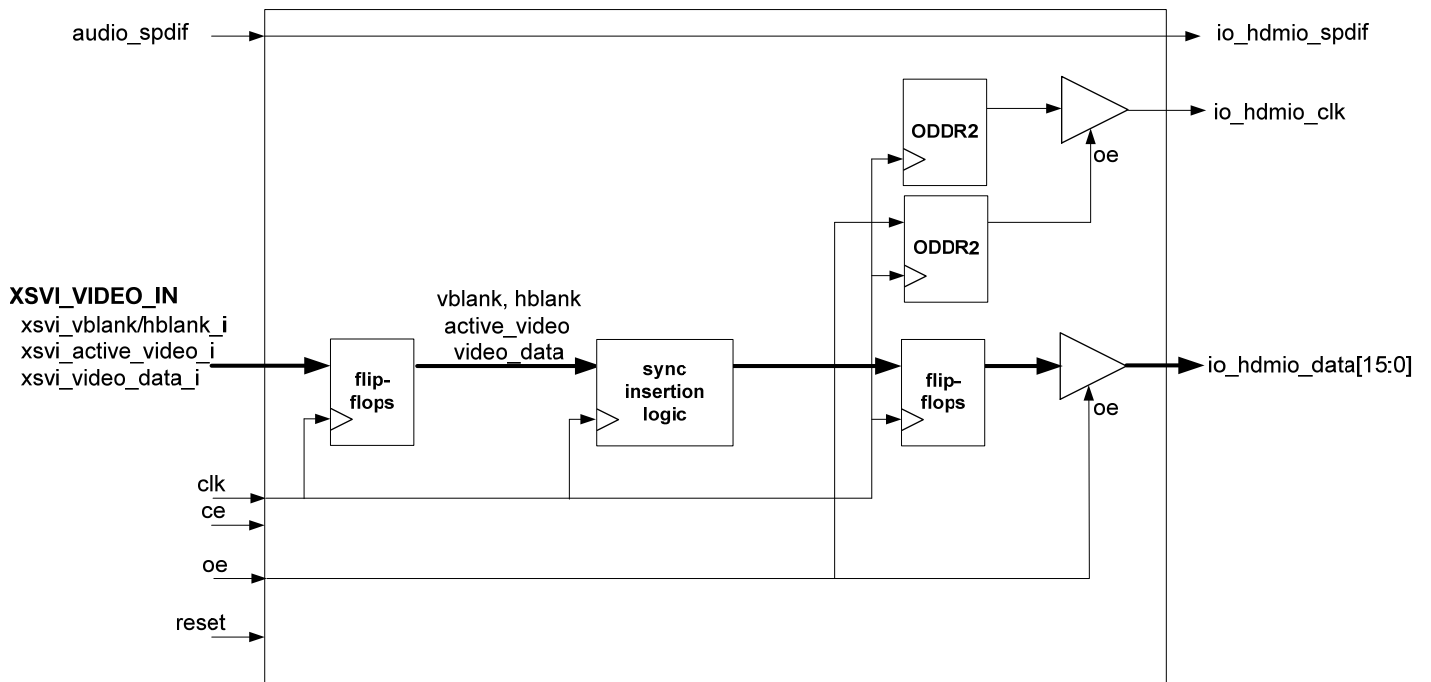 audio_spdif
io_hdmio_spdif
ODDR2
io_hdmio_clk
oe
ODDR2
XSVI_VIDEO_IN
xsvi_vblank/hblank_i
xsvi_active_video_i
xsvi_video_data_i
vblank, hblank
active_video
video_data
flip-
flops
sync
insertion
logic
flip-
flops
io_hdmio_data[15:0]
oe
clk
ce
oe
reset